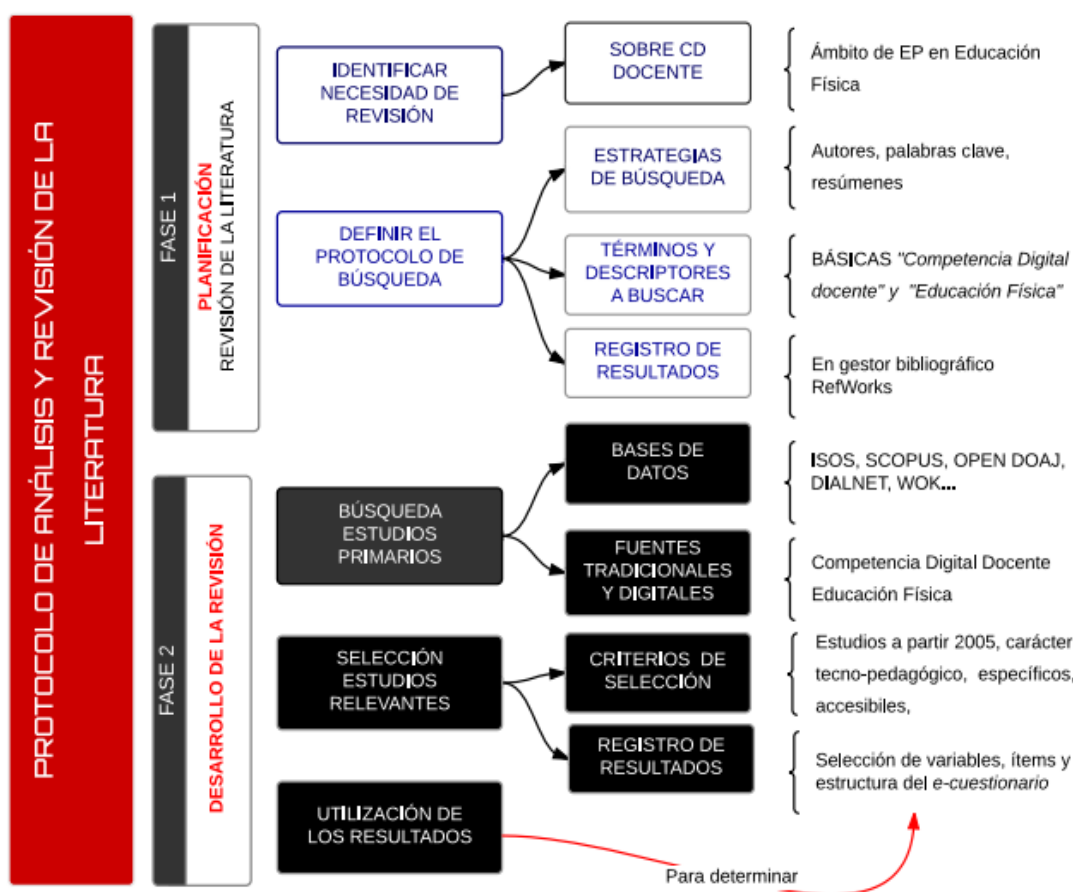 PROTOCOLO DE ANÁLISIS Y REVISIÓN DE LA
LITERATURA
FASE 1
PLANIFICACIÓN
REVISIÓN DE LA LITERATURA
IDENTIFICAR
NECESIDAD DE
REVISIÓN
SOBRE CD
DOCENTE
Ámbito de EP en Educación
Física
DEFINIR EL
PROTOCOLO DE
BÚSQUEDA
ESTRATEGIAS
DE BÚSQUEDA
Autores, palabras clave,
resúmenes
TÉRMINOS Y
DESCRIPTORES
A BUSCAR
BÁSICAS "Competencia Digital
docente" y "Educación Física"
REGISTRO DE
RESULTADOS
En gestor bibliográfico
RefWorks
FASE 2
DESARROLLO DE LA REVISIÓN
BÚSQUEDA
ESTUDIOS
PRIMARIOS
BASES DE
DATOS
ISOS, SCOPUS, OPEN DOAJ,
DIALNET, WOK...
FUENTES
TRADICIONALES
Y DIGITALES
Competencia Digital Docente
Educación Física
SELECCIÓN
ESTUDIOS
RELEVANTES
CRITERIOS DE
SELECCIÓN
Estudios a partir 2005, carácter
tecno-pedagógico, específicos,
accesibiles,
REGISTRO DE
RESULTADOS
Selección de variables, ítems y
estructura del e-cuestionario
UTILIZACIÓN DE
LOS RESULTADOS
Para determinar